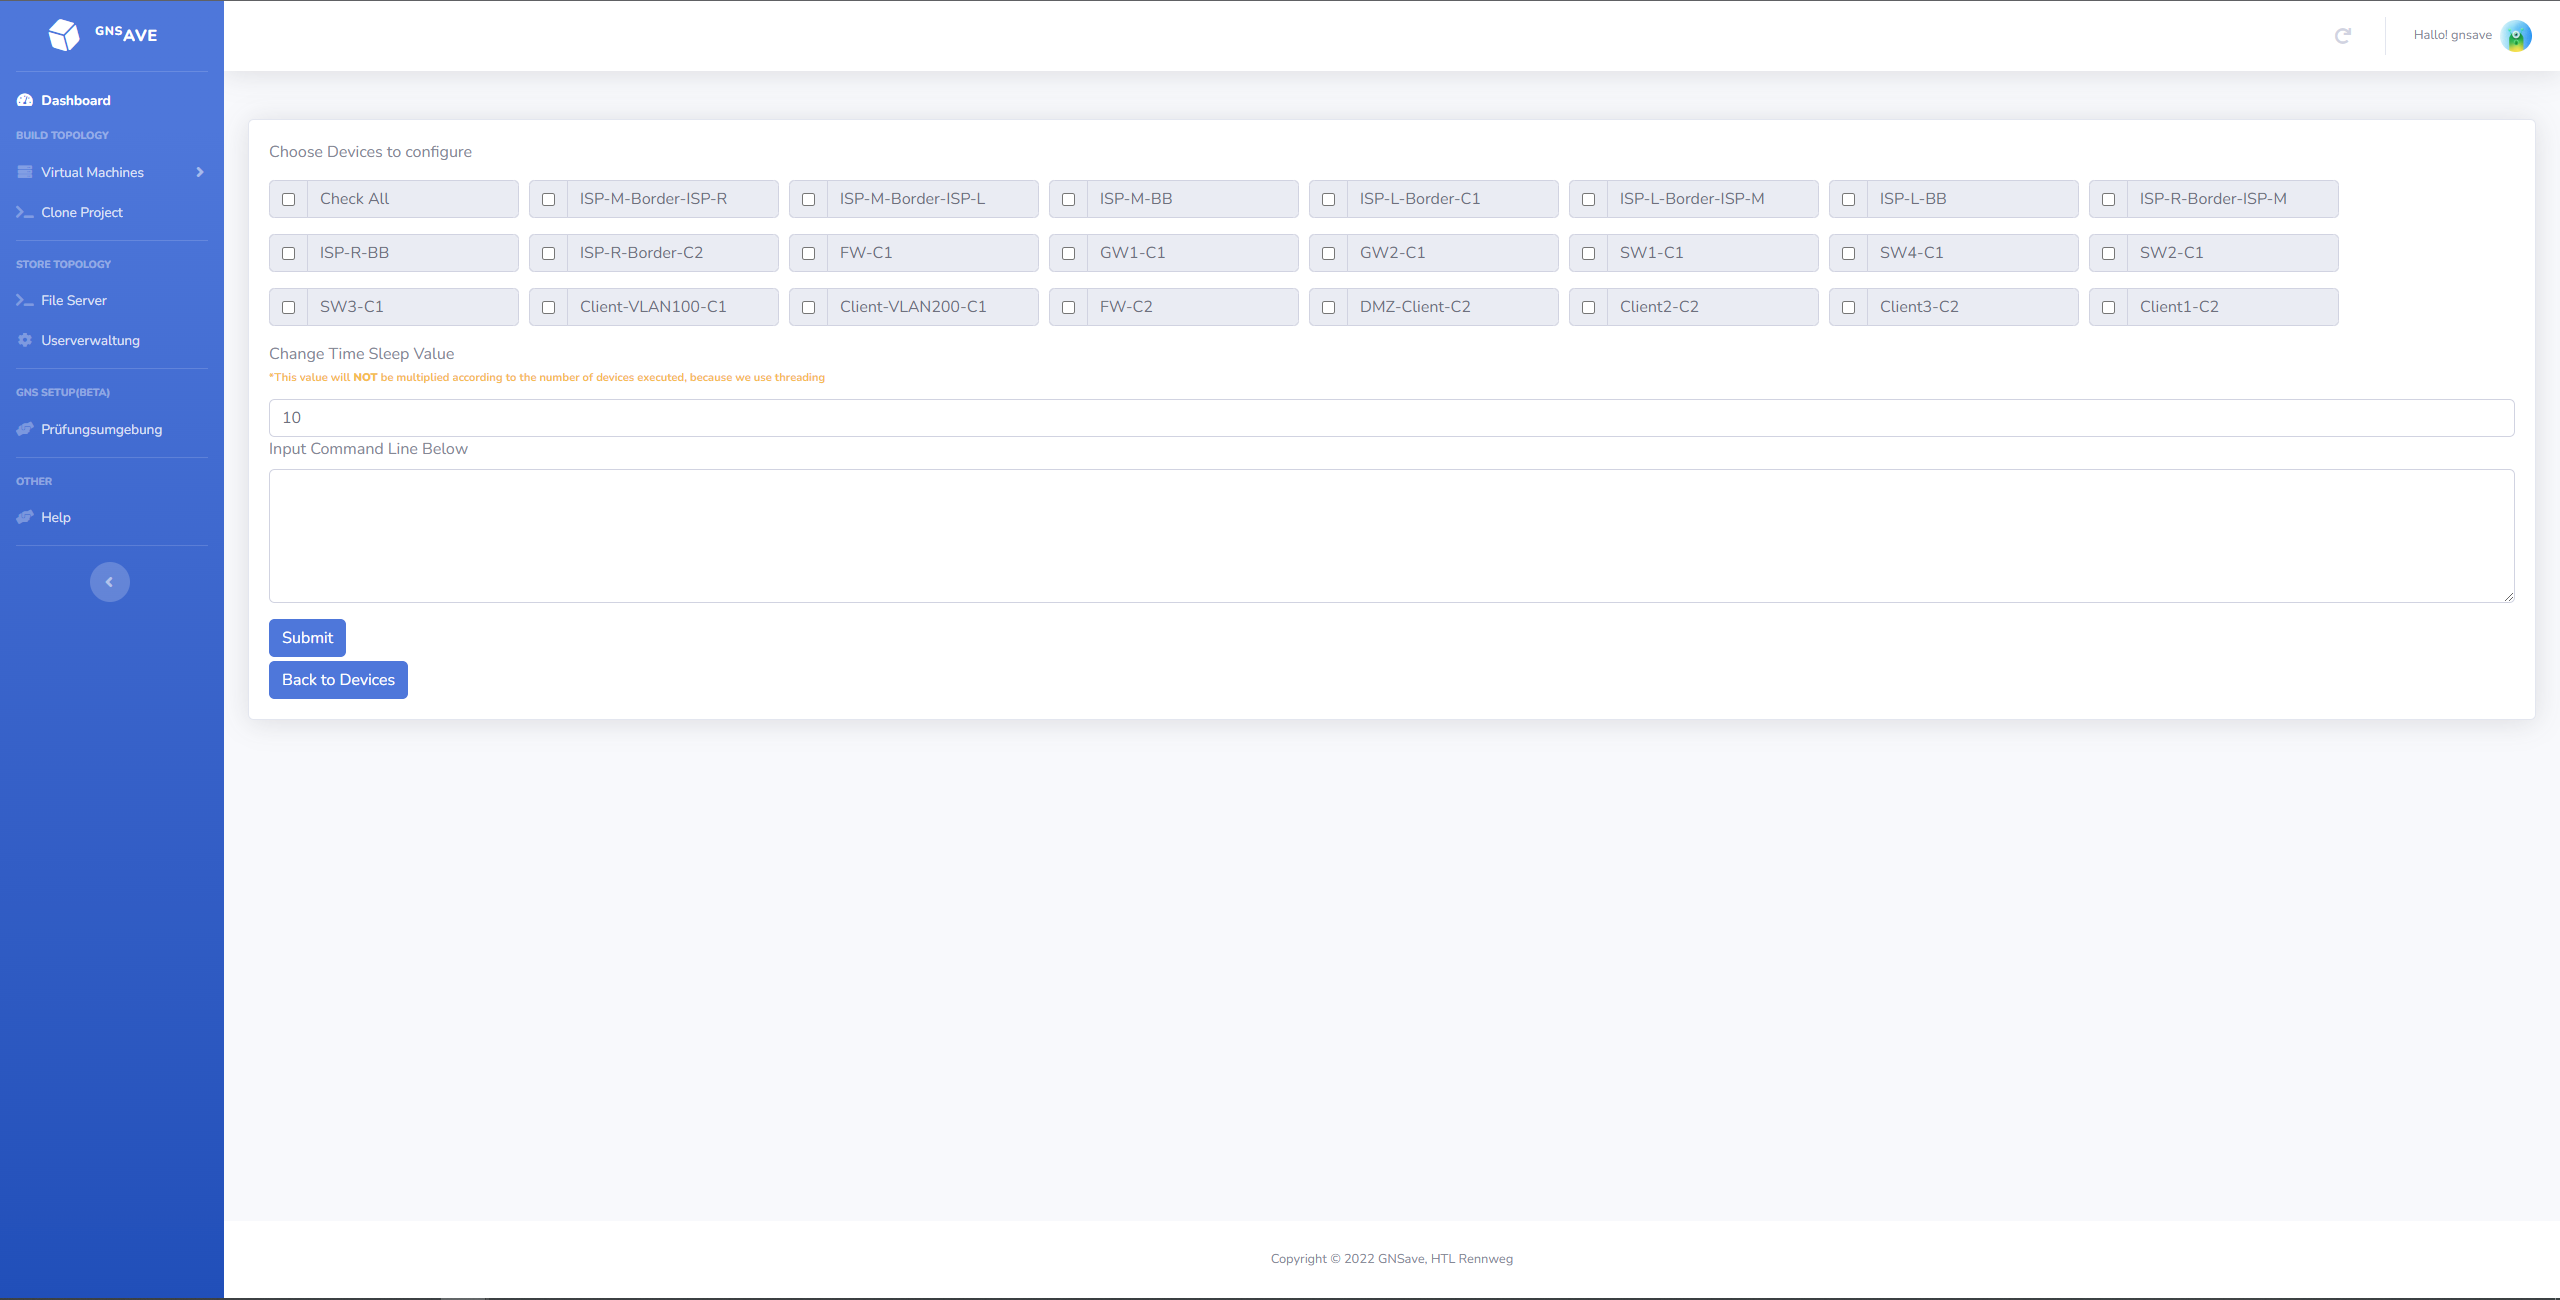 GNSAVE
Hallo! gnsave
Dashboard
BUILD TOPOLOGY
Virtual Machines
Clone Project
STORE TOPOLOGY
File Server
Userverwaltung
GNS SETUP(BETA)
Prüfungsumgebung
OTHER
Help
Choose Devices to configure
Check All ISP-M-Border-ISP-R ISP-M-Border-ISP-L ISP-M-BB ISP-L-Border-C1 ISP-L-Border-ISP-M ISP-L-BB ISP-R-Border-ISP-M
ISP-R-BB ISP-R-Border-C2 FW-C1 GW1-C1 GW2-C1 SW1-C1 SW4-C1 SW2-C1
SW3-C1 Client-VLAN100-C1 Client-VLAN200-C1 FW-C2 DMZ-Client-C2 Client2-C2 Client3-C2 Client1-C2
Change Time Sleep Value
*This value will NOT be multiplied according to the number of devices executed, because we use threading
10
Input Command Line Below
Submit
Back to Devices
Copyright © 2022 GNSave, HTL Rennweg